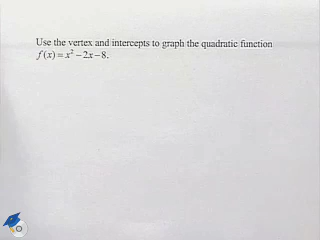 Use the vertex and intercepts to graph the quadratic function
f(x) = x² − 2x − 8.